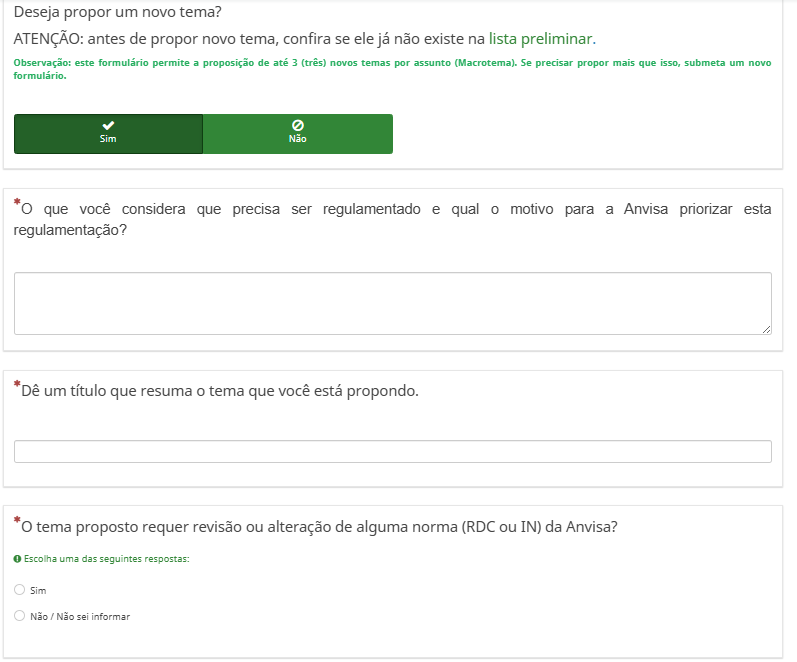 Deseja propor um novo tema?
ATENÇÃO: antes de propor novo tema, confira se ele já não existe na lista preliminar.
Observação: este formulário permite a proposição de até 3 (três) novos temas por assunto (Macrotema). Se precisar propor mais que isso, submeta um novo
formulário.
Sim
Não
*O que você considera que precisa ser regulamentado e qual o motivo para a Anvisa priorizar esta
regulamentação?
*Dê um título que resuma o tema que você está propondo.
*O tema proposto requer revisão ou alteração de alguma norma (RDC ou IN) da Anvisa?
Escolha uma das seguintes respostas:
Sim
Não / Não sei informar